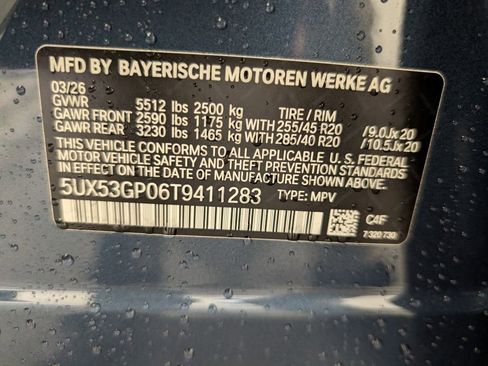 MFD BY BAYERISCHE MOTOREN WERKE AG
03/26
GVWR 5512 lbs 2500 kg TIRE / RIM
GAWR FRONT 2590 lbs 1175 kg WITH 255/45 R20 /9.0Jx20
GAWR REAR 3230 lbs 1465 kg WITH 285/40 R20 /10.5Jx20
THIS VEHICLE CONFORMS TO ALL APPLICABLE U.S. FEDERAL
MOTOR VEHICLE SAFETY, BUMPER, AND THEFT PREVENTION
STANDARDS IN EFFECT ON THE DATE OF MANUFACTURE SHOWN ABOVE.
5UX53GP06T9411283 TYPE: MPV
C4F
7 320 730